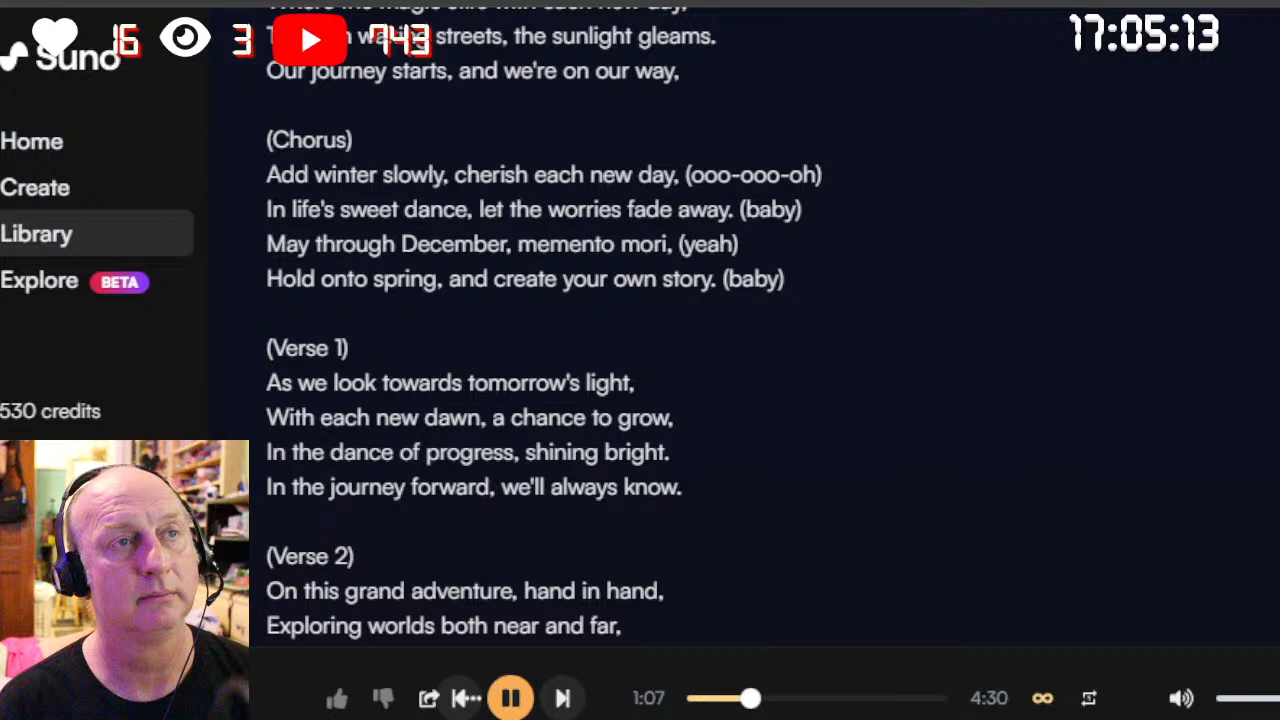 16 3 743 17:05:13
Suno
streets, the sunlight gleams.
Our journey starts, and we're on our way,
Home
Create
Library
Explore BETA
530 credits
(Chorus)
Add winter slowly, cherish each new day, (ooo-ooo-oh)
In life's sweet dance, let the worries fade away. (baby)
May through December, memento mori, (yeah)
Hold onto spring, and create your own story. (baby)
(Verse 1)
As we look towards tomorrow's light,
With each new dawn, a chance to grow,
In the dance of progress, shining bright.
In the journey forward, we'll always know.
(Verse 2)
On this grand adventure, hand in hand,
Exploring worlds both near and far,
1:07 4:30